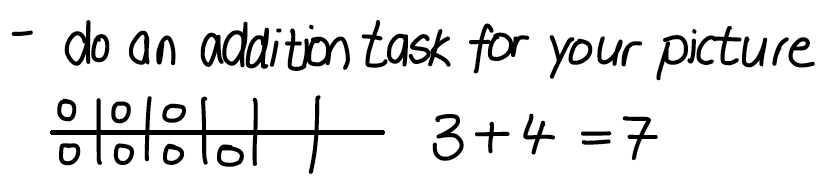 - do an addition task for your picture
3 + 4 = 7